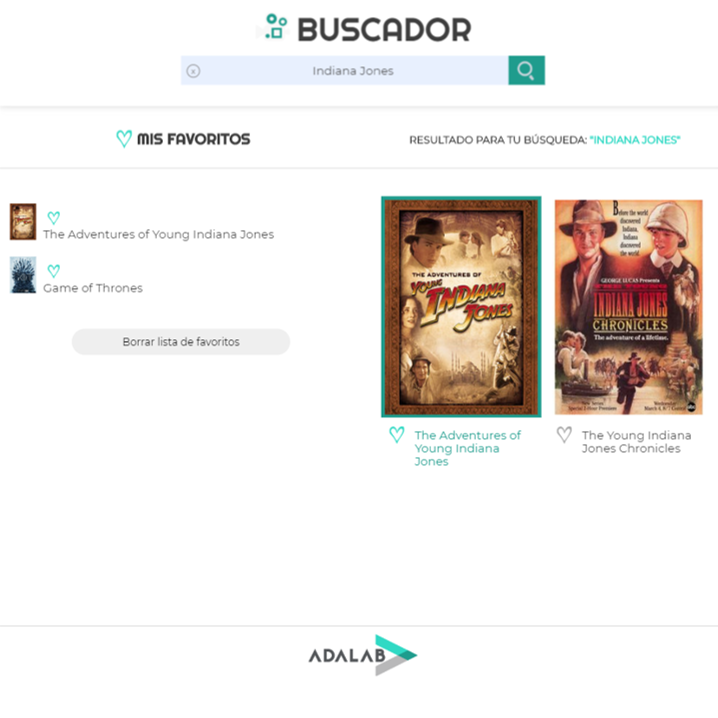 BUSCADOR
Indiana Jones
MIS FAVORITOS
RESULTADO PARA TU BÚSQUEDA: "INDIANA JONES"
The Adventures of Young Indiana Jones
Game of Thrones
Borrar lista de favoritos
THE ADVENTURES OF
YOUNG
INDIANA
JONES
Before the world
discovered
Indiana,
Indiana
discovered
the world.
GEORGE LUCAS Presents
INDIANA JONES
CHRONICLES
The adventure of a lifetime.
The Adventures of
Young Indiana
Jones
The Young Indiana
Jones Chronicles
ADALAB